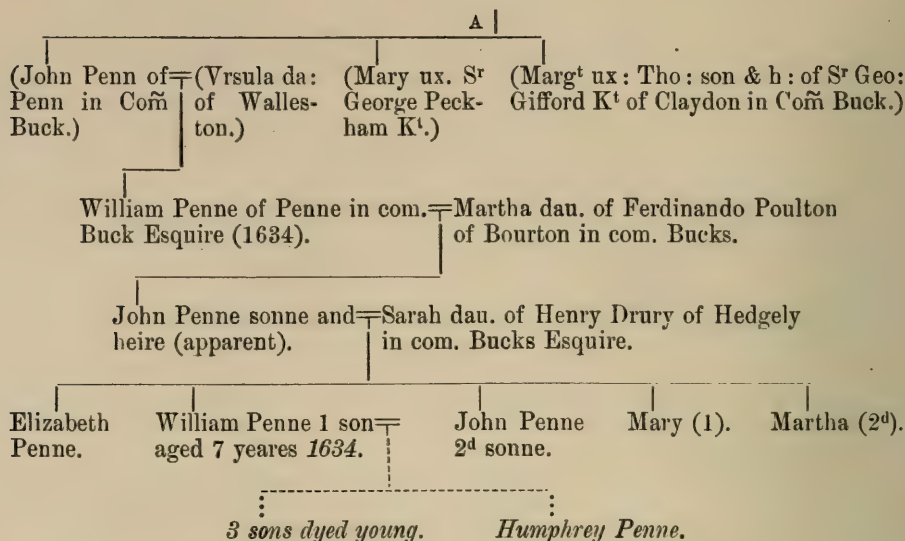 A
(John Penn of
Penn in Com̃
Buck.)
(Vrsula da:
of Walles-
ton.)
(Mary ux. Sʳ
George Peck-
ham Kᵗ.)
(Margᵗ ux: Tho: son & h: of Sʳ Geo:
Gifford Kᵗ of Claydon in Com̃ Buck.)
William Penne of Penne in com.
Buck Esquire (1634).
Martha dau. of Ferdinando Poulton
of Bourton in com. Bucks.
John Penne sonne and
heire (apparent).
Sarah dau. of Henry Drury of Hedgely
in com. Bucks Esquire.
Elizabeth
Penne.
William Penne 1 son
aged 7 yeares 1634.
John Penne
2ᵈ sonne.
Mary (1).
Martha (2ᵈ).
3 sons dyed young.
Humphrey Penne.